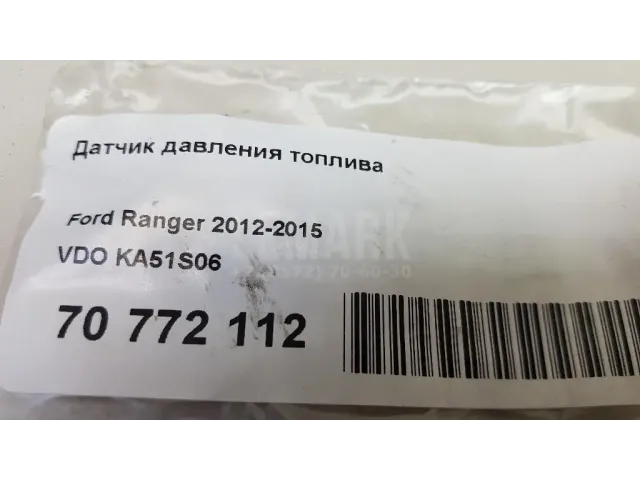 Датчик давления топлива
Ford Ranger 2012-2015
VDO KA51S06
70 772 112